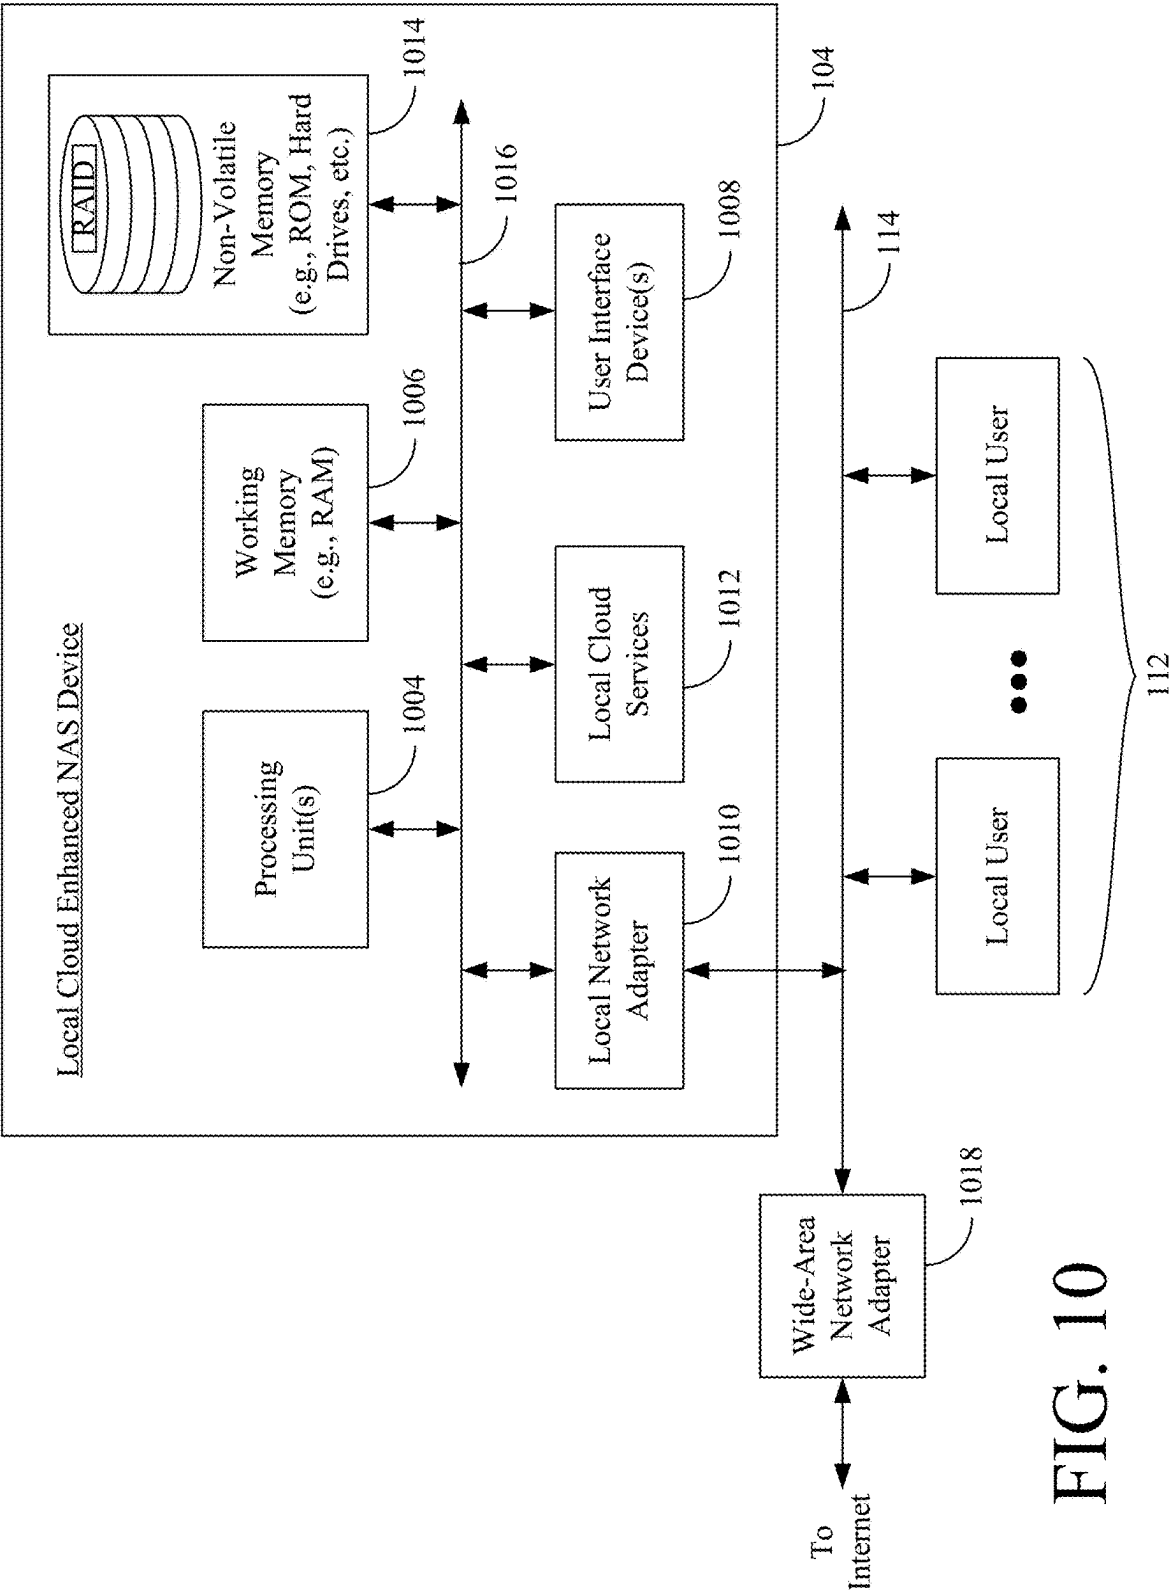 Local Cloud Enhanced NAS Device
Processing
Unit(s)
1004
Working
Memory
(e.g., RAM)
1006
RAID
Non-Volatile
Memory
(e.g., ROM, Hard
Drives, etc.)
1014
1016
Local Network
Adapter
1010
Local Cloud
Services
1012
User Interface
Device(s)
1008
104
To
Internet
Wide-Area
Network
Adapter
1018
114
Local User
Local User
112
FIG. 10